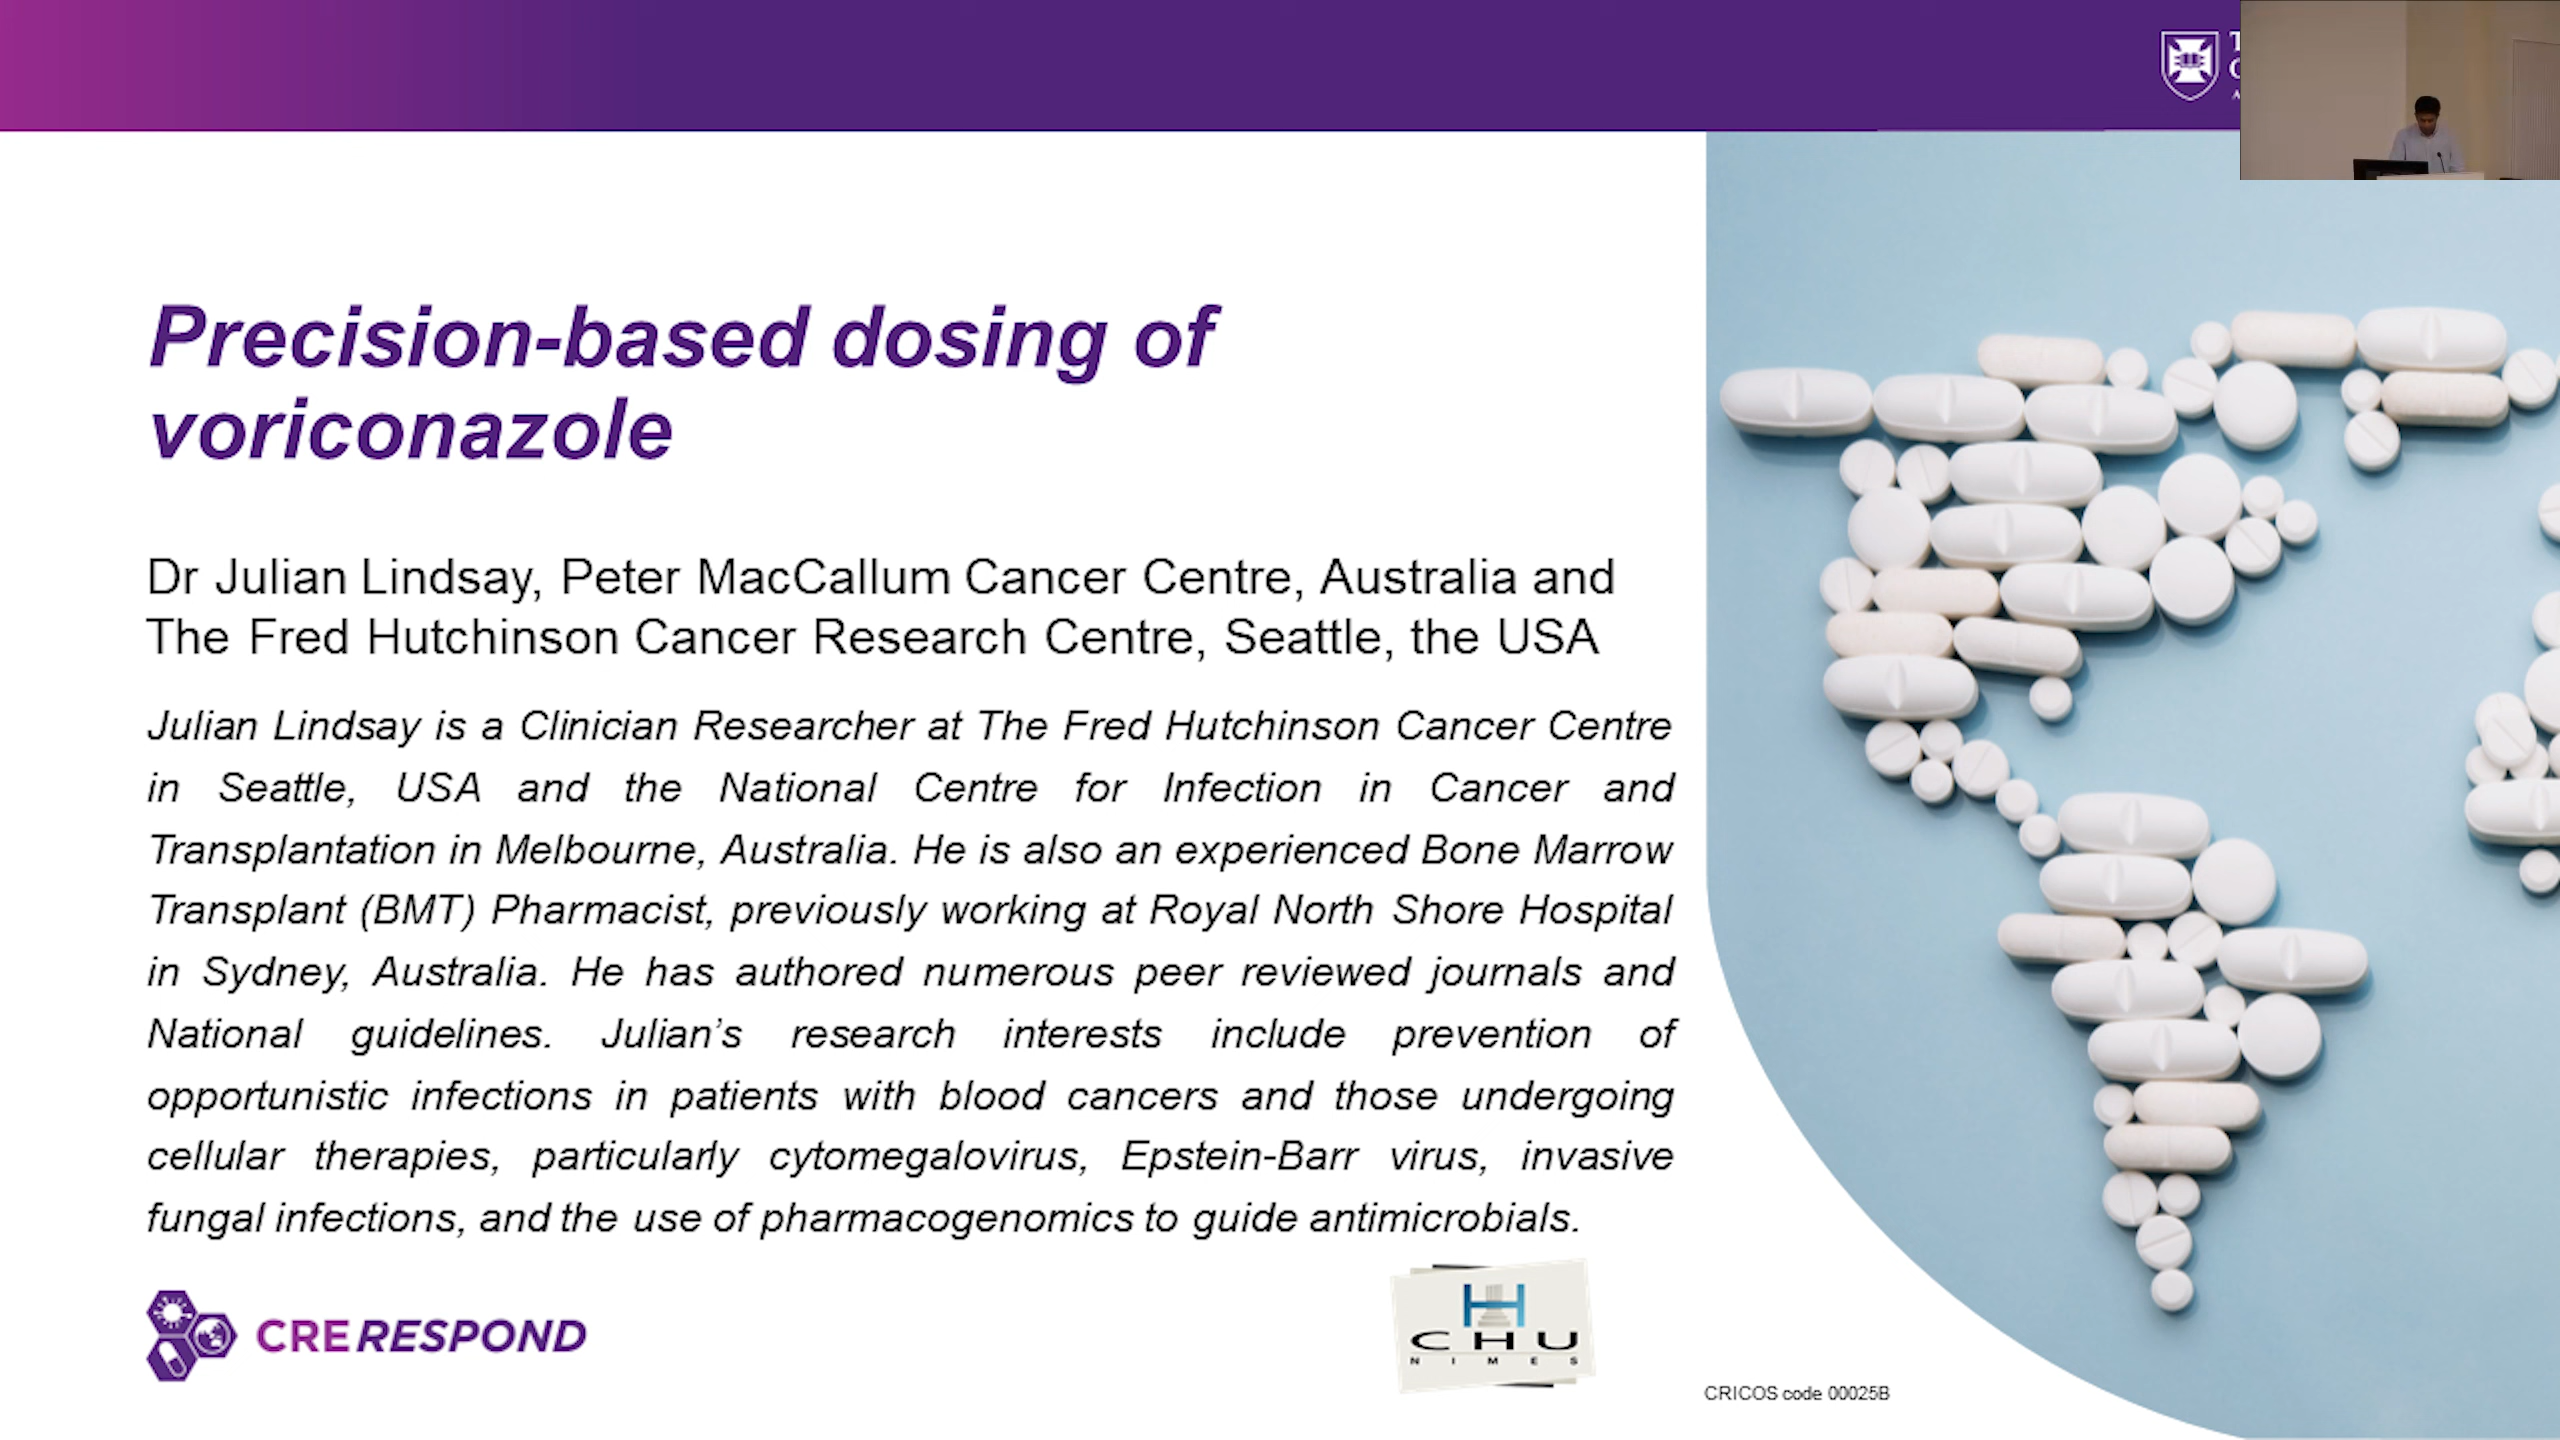 Precision-based dosing of
voriconazole
Dr Julian Lindsay, Peter MacCallum Cancer Centre, Australia and
The Fred Hutchinson Cancer Research Centre, Seattle, the USA
Julian Lindsay is a Clinician Researcher at The Fred Hutchinson Cancer Centre
in Seattle, USA and the National Centre for Infection in Cancer and
Transplantation in Melbourne, Australia. He is also an experienced Bone Marrow
Transplant (BMT) Pharmacist, previously working at Royal North Shore Hospital
in Sydney, Australia. He has authored numerous peer reviewed journals and
National guidelines. Julian’s research interests include prevention of
opportunistic infections in patients with blood cancers and those undergoing
cellular therapies, particularly cytomegalovirus, Epstein-Barr virus, invasive
fungal infections, and the use of pharmacogenomics to guide antimicrobials.
CRE RESPOND
H
CHU
NIMES
CRICOS code 00025B